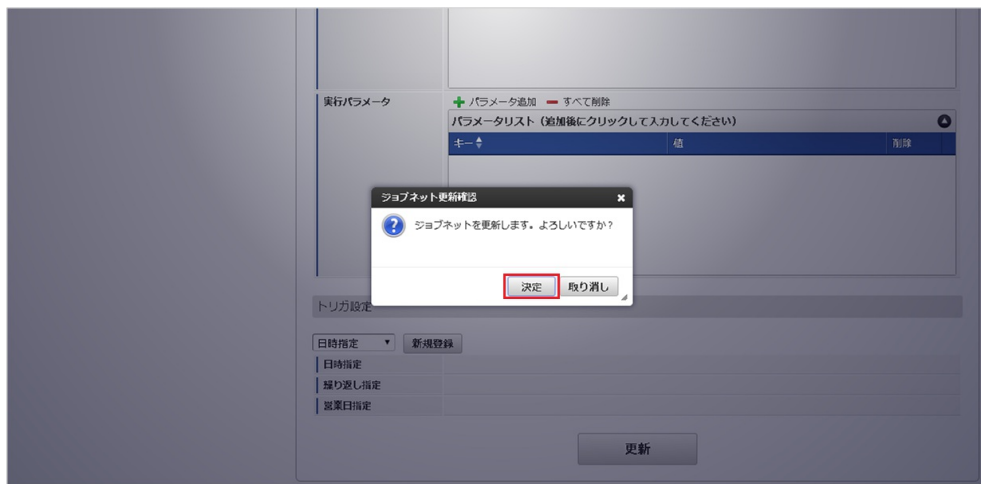 実行パラメータ
パラメータ追加 すべて削除
パラメータリスト（追加後にクリックして入力してください）
キー 値 削除
ジョブネット更新確認
ジョブネットを更新します。よろしいですか？
決定 取り消し
トリガ設定
日時指定 新規登録
日時指定
繰り返し指定
営業日指定
更新